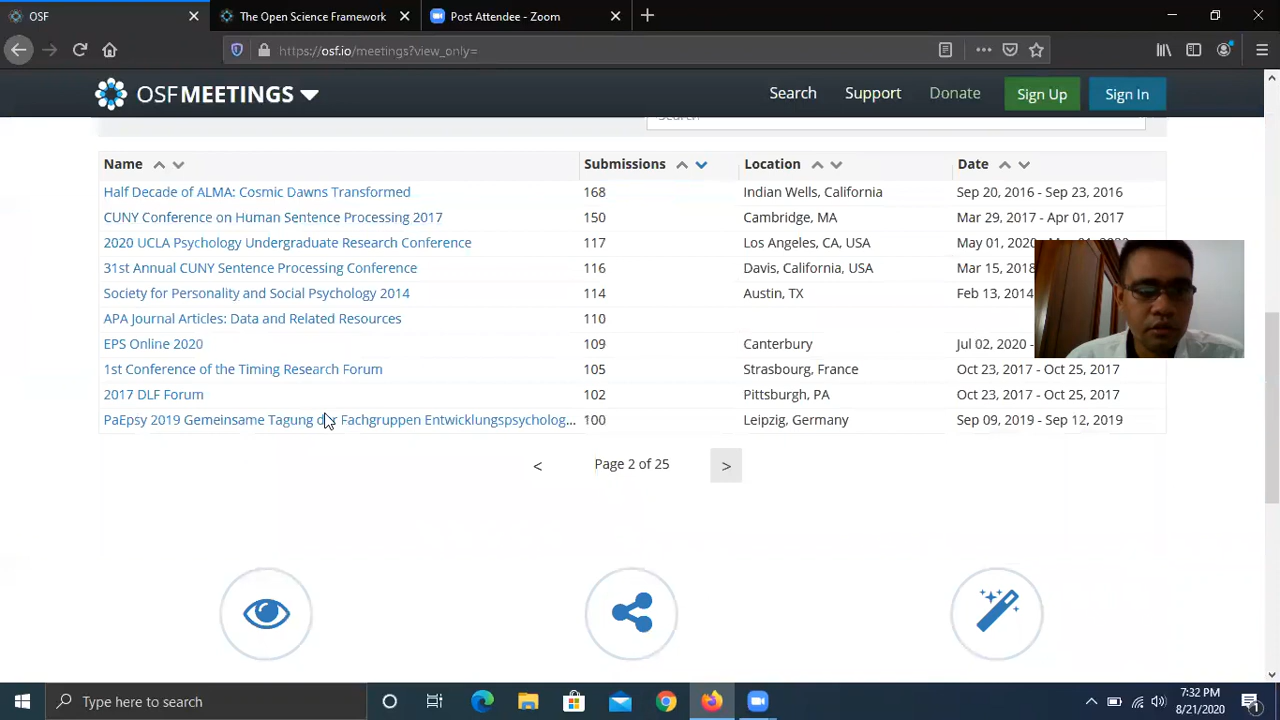 OSF
The Open Science Framework
Post Attendee - Zoom
https://osf.io/meetings?view_only=
OSFMEETINGS
Search
Support
Donate
Sign Up
Sign In
Search
Name
Submissions
Location
Date
Half Decade of ALMA: Cosmic Dawns Transformed 168 Indian Wells, California Sep 20, 2016 - Sep 23, 2016
CUNY Conference on Human Sentence Processing 2017 150 Cambridge, MA Mar 29, 2017 - Apr 01, 2017
2020 UCLA Psychology Undergraduate Research Conference 117 Los Angeles, CA, USA May 01, 2020
31st Annual CUNY Sentence Processing Conference 116 Davis, California, USA Mar 15, 2018
Society for Personality and Social Psychology 2014 114 Austin, TX Feb 13, 2014
APA Journal Articles: Data and Related Resources 110
EPS Online 2020 109 Canterbury Jul 02, 2020 -
1st Conference of the Timing Research Forum 105 Strasbourg, France Oct 23, 2017 - Oct 25, 2017
2017 DLF Forum 102 Pittsburgh, PA Oct 23, 2017 - Oct 25, 2017
PaEpsy 2019 Gemeinsame Tagung der Fachgruppen Entwicklungspsycholog... 100 Leipzig, Germany Sep 09, 2019 - Sep 12, 2019
< Page 2 of 25 >
Type here to search
7:32 PM
8/21/2020
1